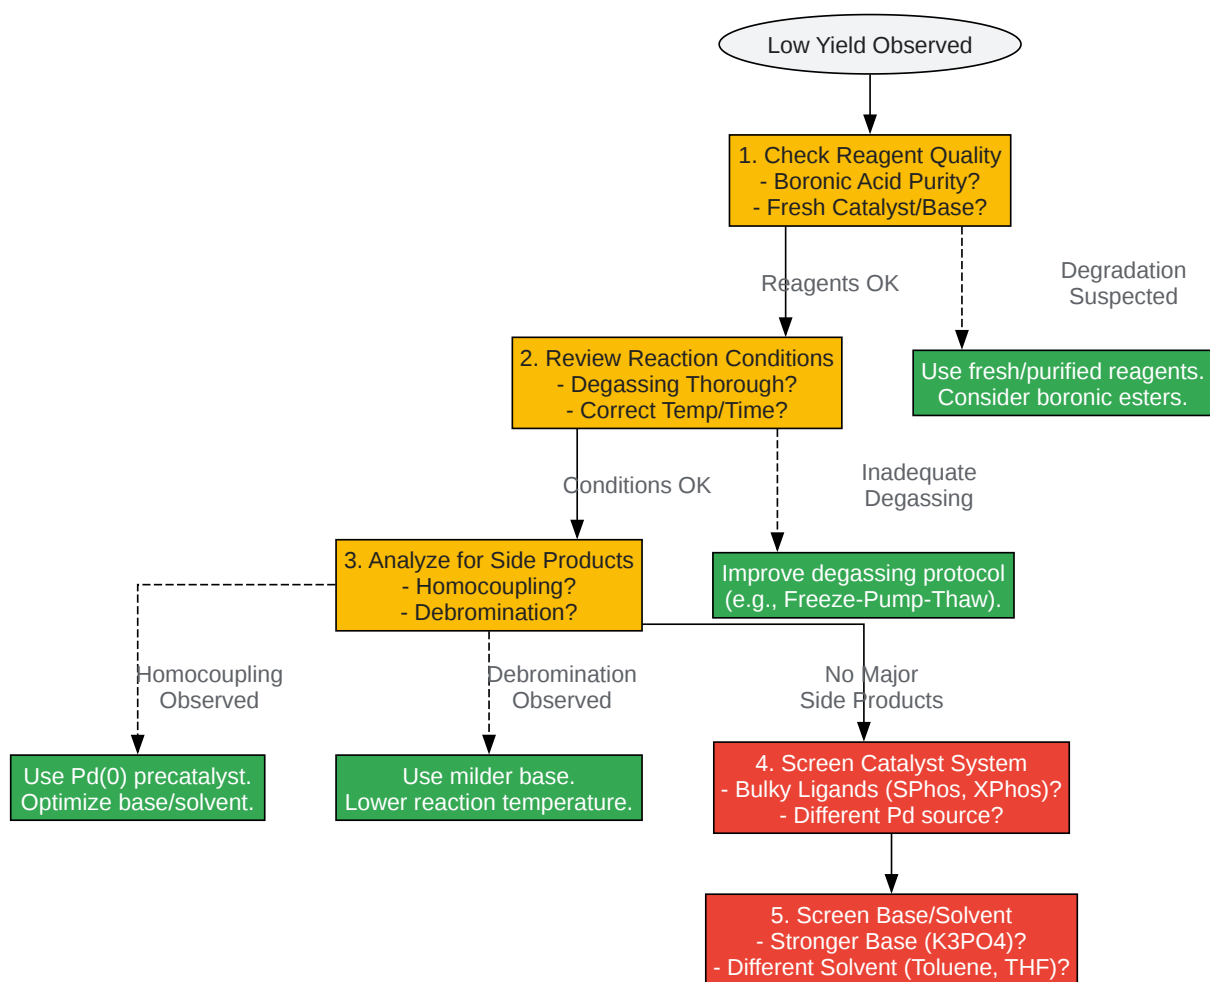 Low Yield Observed
1. Check Reagent Quality
- Boronic Acid Purity?
- Fresh Catalyst/Base?
Reagents OK
Degradation
Suspected
2. Review Reaction Conditions
- Degassing Thorough?
- Correct Temp/Time?
Use fresh/purified reagents.
Consider boronic esters.
Conditions OK
Inadequate
Degassing
3. Analyze for Side Products
- Homocoupling?
- Debromination?
Improve degassing protocol
(e.g., Freeze-Pump-Thaw).
Homocoupling
Observed
Debromination
Observed
No Major
Side Products
Use Pd(0) precatalyst.
Optimize base/solvent.
Use milder base.
Lower reaction temperature.
4. Screen Catalyst System
- Bulky Ligands (SPhos, XPhos)?
- Different Pd source?
5. Screen Base/Solvent
- Stronger Base (K3PO4)?
- Different Solvent (Toluene, THF)?